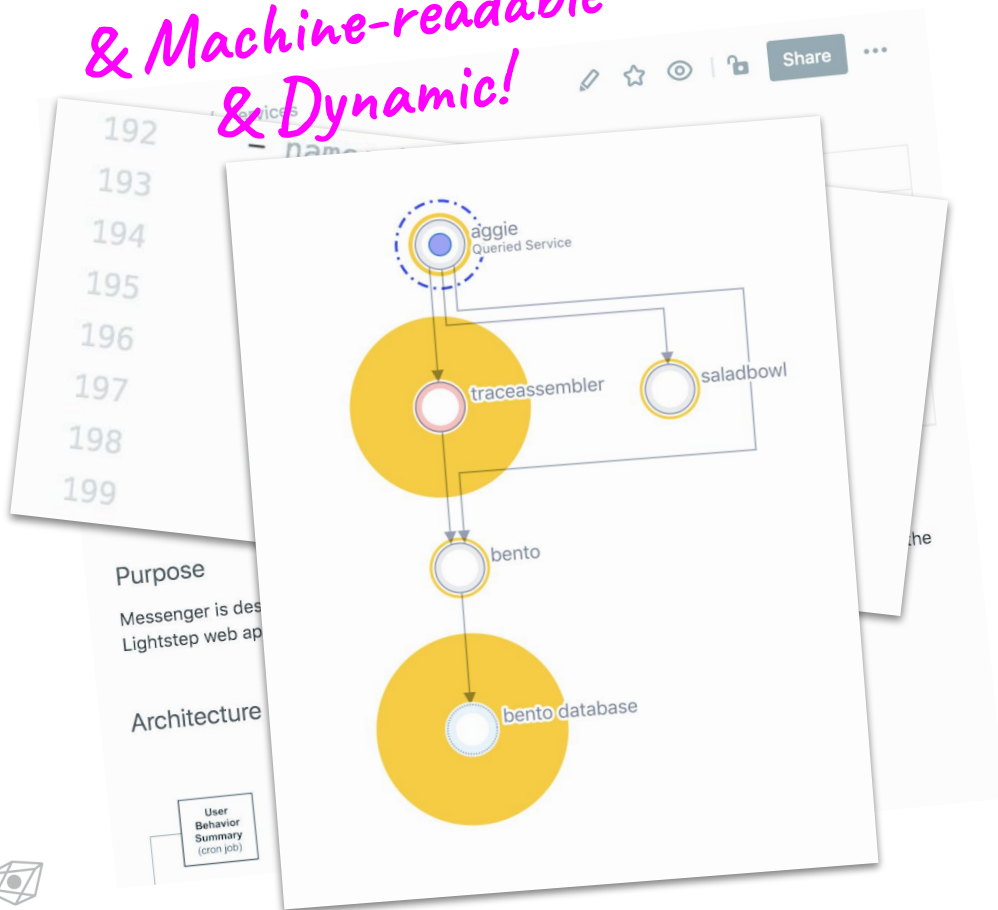 & Machine-readable
& Dynamic!
Share
192
193
194
195
196
197
198
199
aggie
Queried Service
traceassembler
saladbowl
bento
bento database
the
Purpose
Messenger is des
Lightstep web ap
Architecture
User
Behavior
Summary
(cron job)